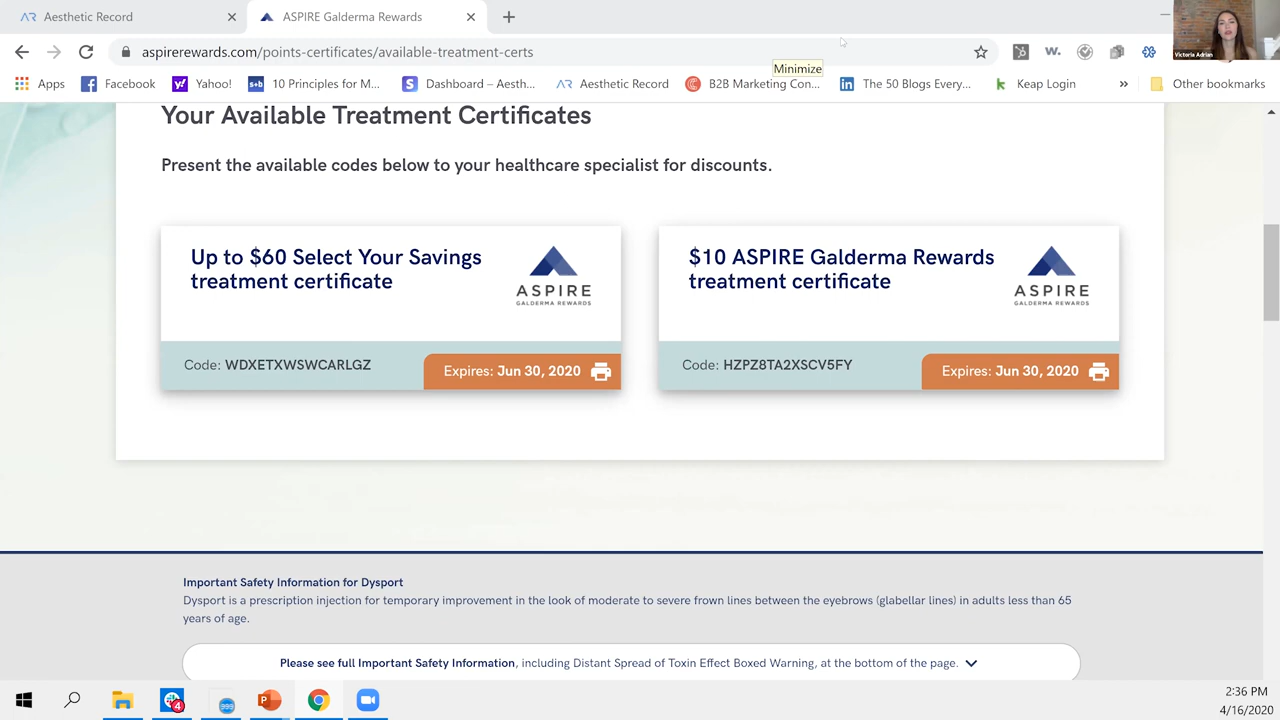 Aesthetic Record
ASPIRE Galderma Rewards
aspirerewards.com/points-certificates/available-treatment-certs
Minimize
Victoria Adrian
Apps
Facebook
Yahoo!
10 Principles for M...
Dashboard – Aesth...
Aesthetic Record
B2B Marketing Con...
The 50 Blogs Every...
Keap Login
»
Other bookmarks
Your Available Treatment Certificates
Present the available codes below to your healthcare specialist for discounts.
Up to $60 Select Your Savings
treatment certificate
ASPIRE
GALDERMA REWARDS
Code: WDXETXWSWCARLGZ
Expires: Jun 30, 2020
$10 ASPIRE Galderma Rewards
treatment certificate
ASPIRE
GALDERMA REWARDS
Code: HZPZ8TA2XSCV5FY
Expires: Jun 30, 2020
Important Safety Information for Dysport
Dysport is a prescription injection for temporary improvement in the look of moderate to severe frown lines between the eyebrows (glabellar lines) in adults less than 65
years of age.
Please see full Important Safety Information, including Distant Spread of Toxin Effect Boxed Warning, at the bottom of the page.
4
399
2:36 PM
4/16/2020